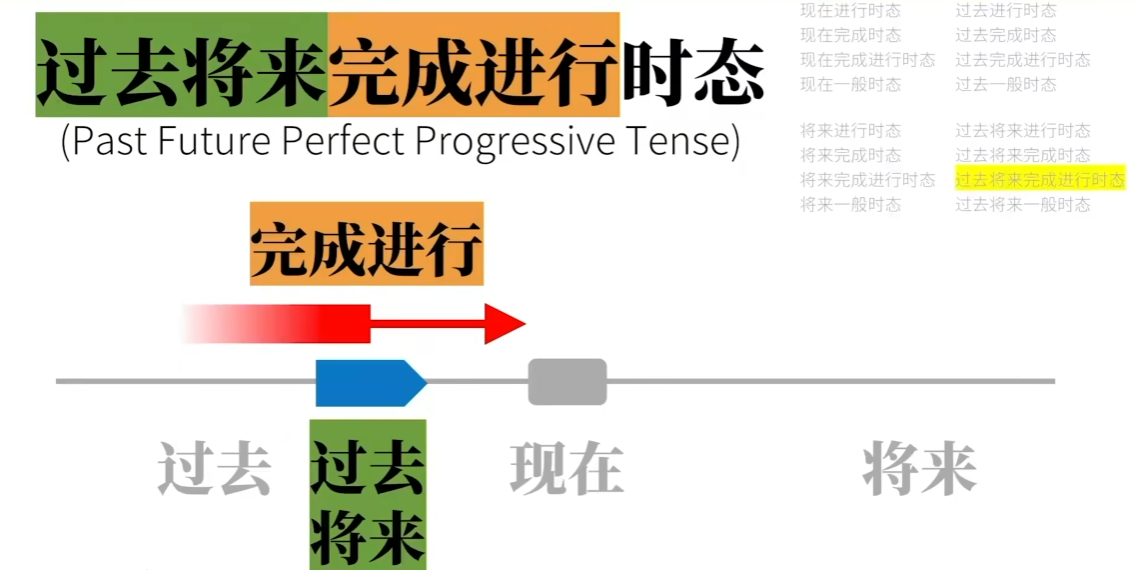 过去将来完成进行时态
(Past Future Perfect Progressive Tense)
现在进行时态
现在完成时态
现在完成进行时态
现在一般时态
过去进行时态
过去完成时态
过去完成进行时态
过去一般时态
将来进行时态
将来完成时态
将来完成进行时态
将来一般时态
过去将来进行时态
过去将来完成时态
过去将来完成进行时态
过去将来一般时态
完成进行
过去
过去
将来
现在
将来